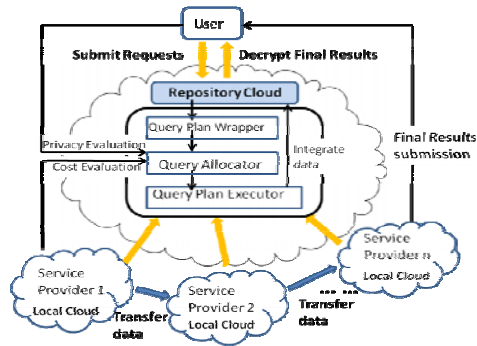 User
Submit Requests
Decrypt Final Results
Repository Cloud
Query Plan Wrapper
Privacy Evaluation
Cost Evaluation
Query Allocator
Integrate
data
Query Plan Executor
Final Results
submission
Service
Provider 1
Local Cloud
Transfer
data
Service
Provider 2
Local Cloud
... ...
Transfer
data
Service
Provider n
Local Cloud